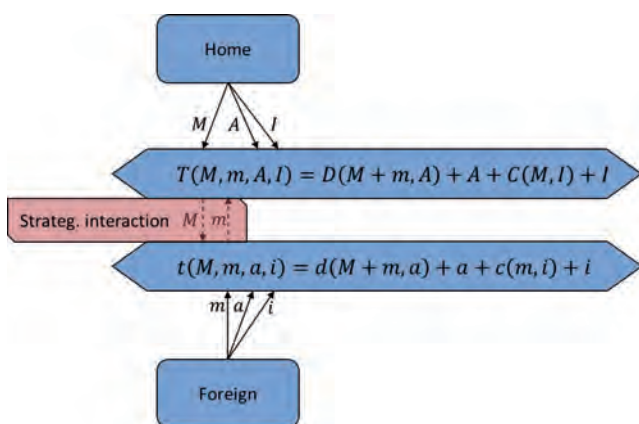 Home
M A I
T(M, m, A, I) = D(M + m, A) + A + C(M, I) + I
Strateg. interaction M m
t(M, m, a, i) = d(M + m, a) + a + c(m, i) + i
m a i
Foreign